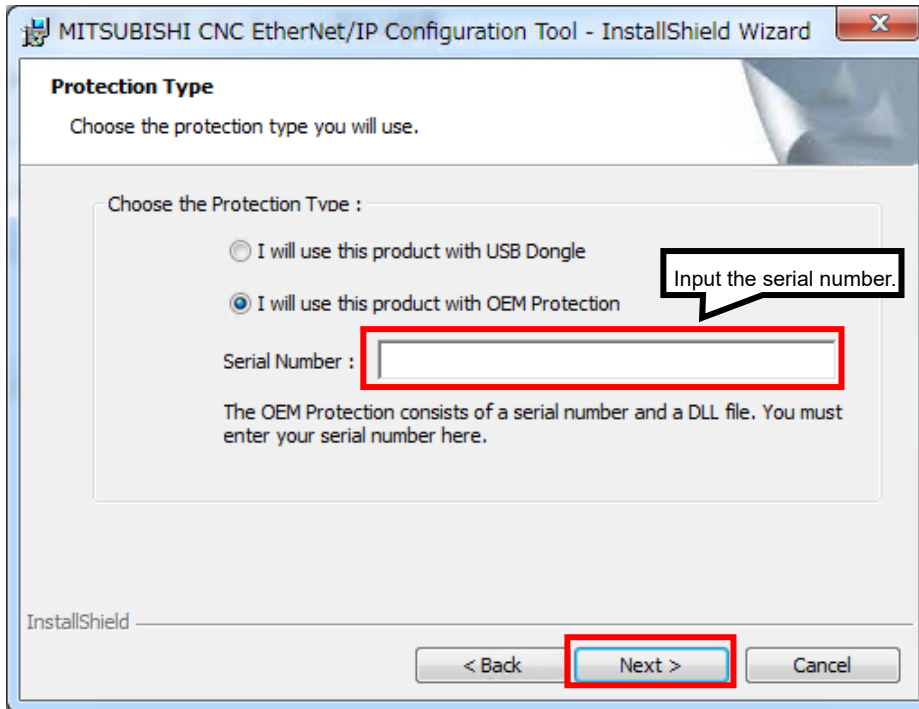 MITSUBISHI CNC EtherNet/IP Configuration Tool - InstallShield Wizard
Protection Type
Choose the protection type you will use.
Choose the Protection Type :
I will use this product with USB Dongle
Input the serial number.
I will use this product with OEM Protection
Serial Number :
The OEM Protection consists of a serial number and a DLL file. You must
enter your serial number here.
InstallShield
< Back Next > Cancel